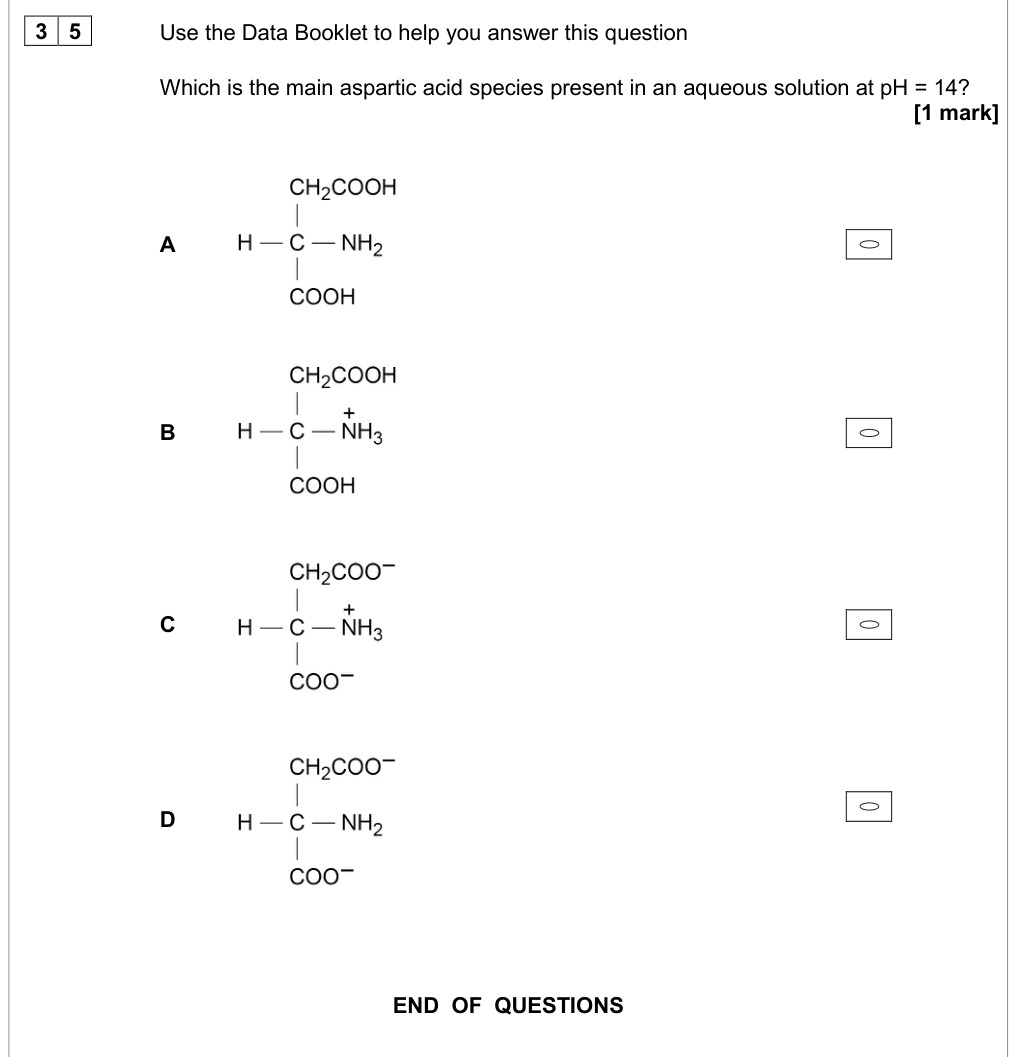 3 5 Use the Data Booklet to help you answer this question
Which is the main aspartic acid species present in an aqueous solution at pH = 14?
[1 mark]
CH₂COOH
|
A H — C — NH₂
|
COOH
CH₂COOH
|
+
B H — C — NH₃
|
COOH
CH₂COO⁻
|
+
C H — C — NH₃
|
COO⁻
CH₂COO⁻
|
D H — C — NH₂
|
COO⁻
END OF QUESTIONS